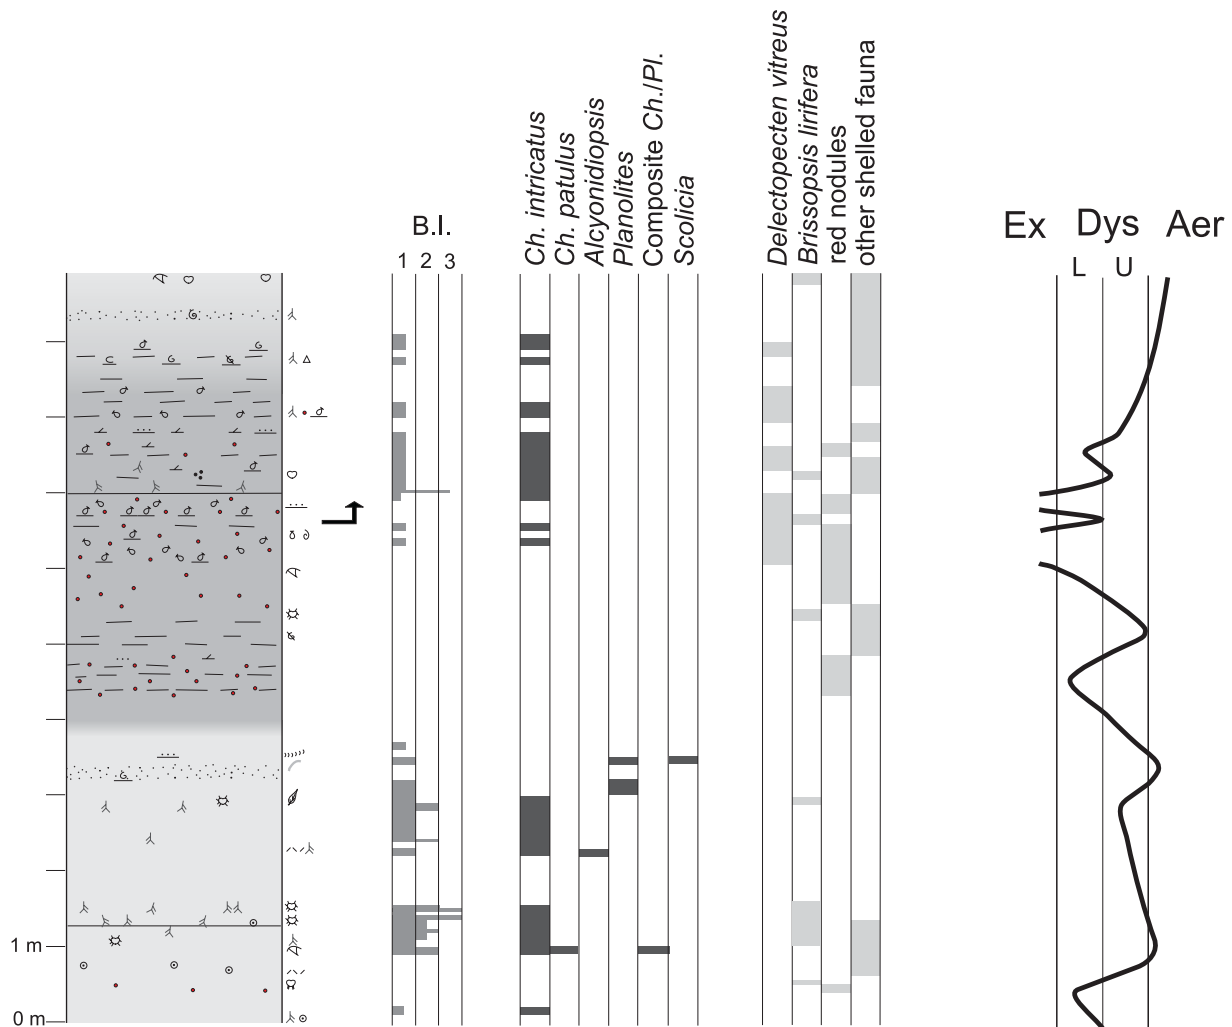 B.I.
1 2 3
Ch. intricatus
Ch. patulus
Alcyonidiopsis
Planolites
Composite Ch./Pl.
Scolicia
Delectopecten vitreus
Brissopsis lirifera
red nodules
other shelled fauna
Ex Dys Aer
L U
1 m
0 m